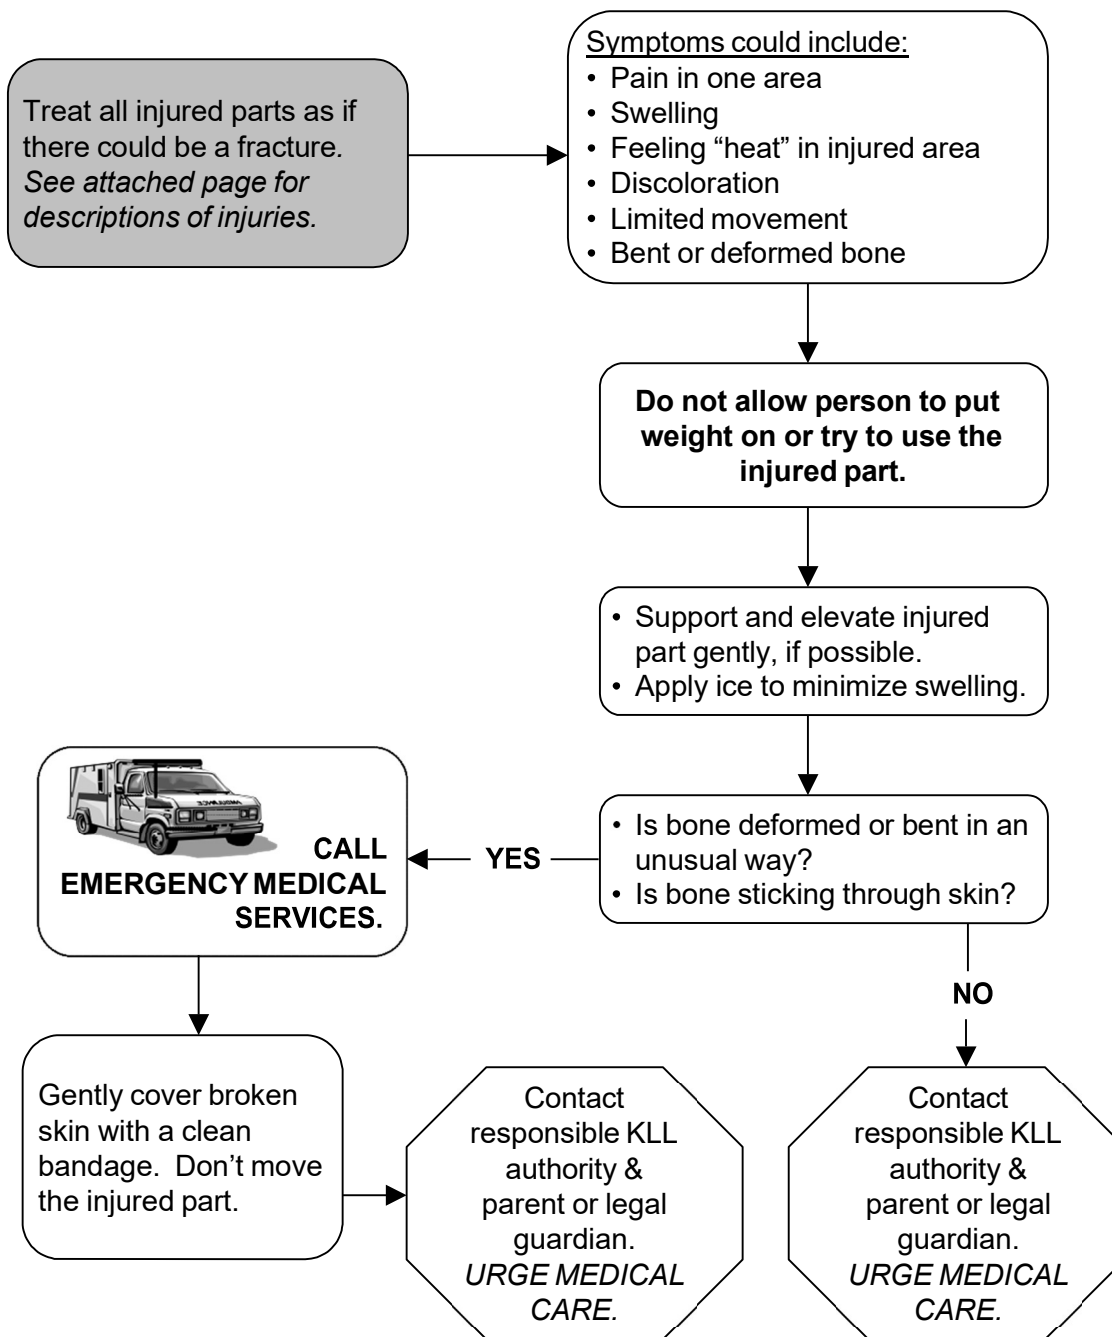 Treat all injured parts as if
there could be a fracture.
See attached page for
descriptions of injuries.
Symptoms could include:
• Pain in one area
• Swelling
• Feeling “heat” in injured area
• Discoloration
• Limited movement
• Bent or deformed bone
Do not allow person to put
weight on or try to use the
injured part.
• Support and elevate injured
part gently, if possible.
• Apply ice to minimize swelling.
• Is bone deformed or bent in an
unusual way?
• Is bone sticking through skin?
YES
AMBULANCE
CALL
EMERGENCY MEDICAL
SERVICES.
NO
Gently cover broken
skin with a clean
bandage.  Don’t move
the injured part.
Contact
responsible KLL
authority &
parent or legal
guardian.
URGE MEDICAL
CARE.
Contact
responsible KLL
authority &
parent or legal
guardian.
URGE MEDICAL
CARE.